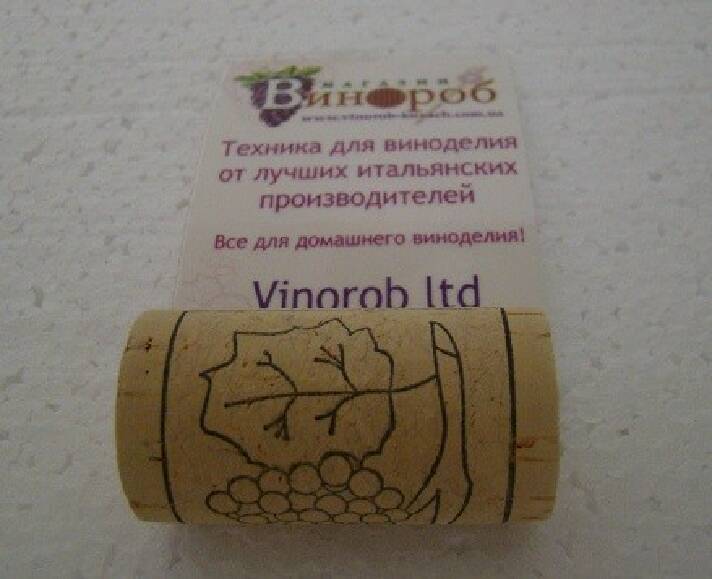 МАГАЗИН
Винороб
Техника для виноделия
от лучших итальянских
производителей
Все для домашнего виноделия!
Vinorob ltd